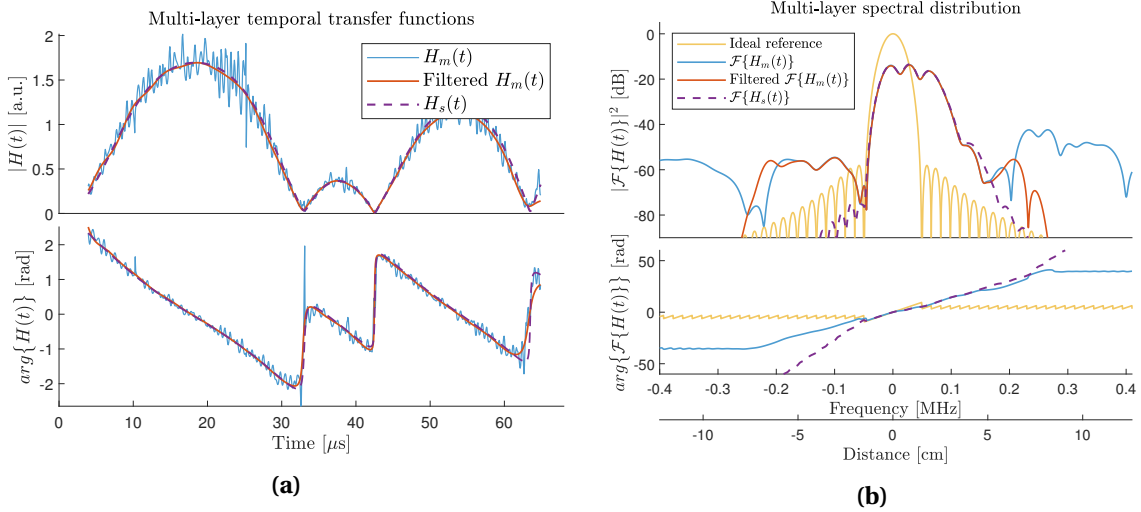 Multi-layer temporal transfer functions
|H(t)| [a.u.]
2
1.5
1
0.5
0
H_m(t)
Filtered H_m(t)
H_s(t)
arg{H(t)} [rad]
2
1
0
-1
-2
0 10 20 30 40 50 60
Time [μs]
(a)
Multi-layer spectral distribution
|ℱ{H(t)}|² [dB]
0
-20
-40
-60
-80
Ideal reference
ℱ{H_m(t)}
Filtered ℱ{H_m(t)}
ℱ{H_s(t)}
arg{ℱ{H(t)}} [rad]
50
0
-50
-0.4 -0.3 -0.2 -0.1 0 0.1 0.2 0.3 0.4
Frequency [MHz]
-10 -5 0 5 10
Distance [cm]
(b)